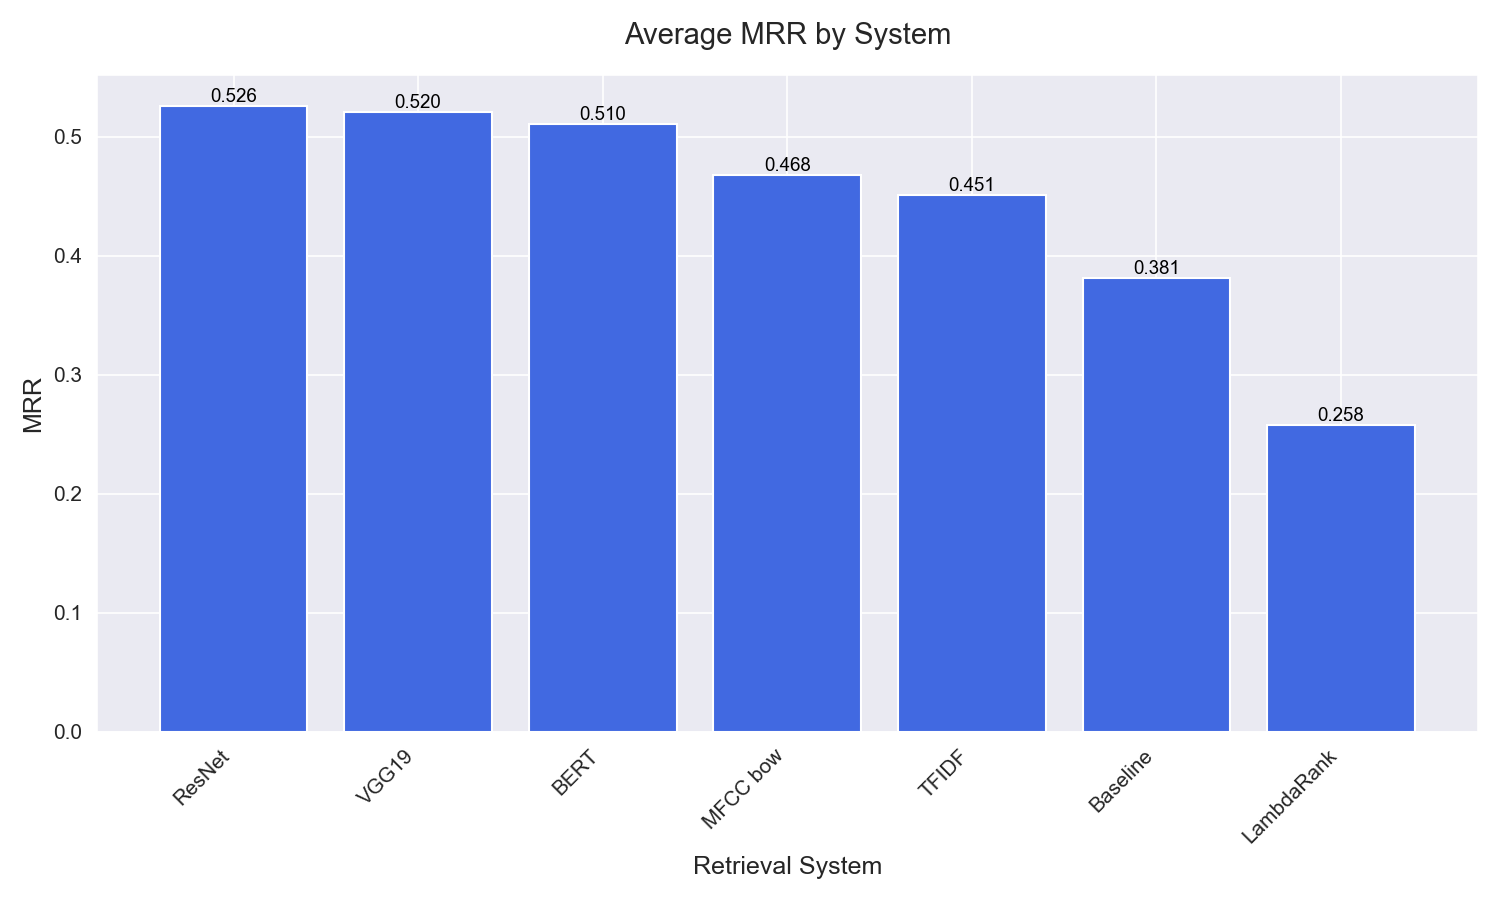 Average MRR by System
0.526
0.520
0.510
0.468
0.451
0.381
0.258
0.5
0.4
0.3
0.2
0.1
0.0
MRR
ResNet
VGG19
BERT
MFCC bow
TFIDF
Baseline
LambdaRank
Retrieval System